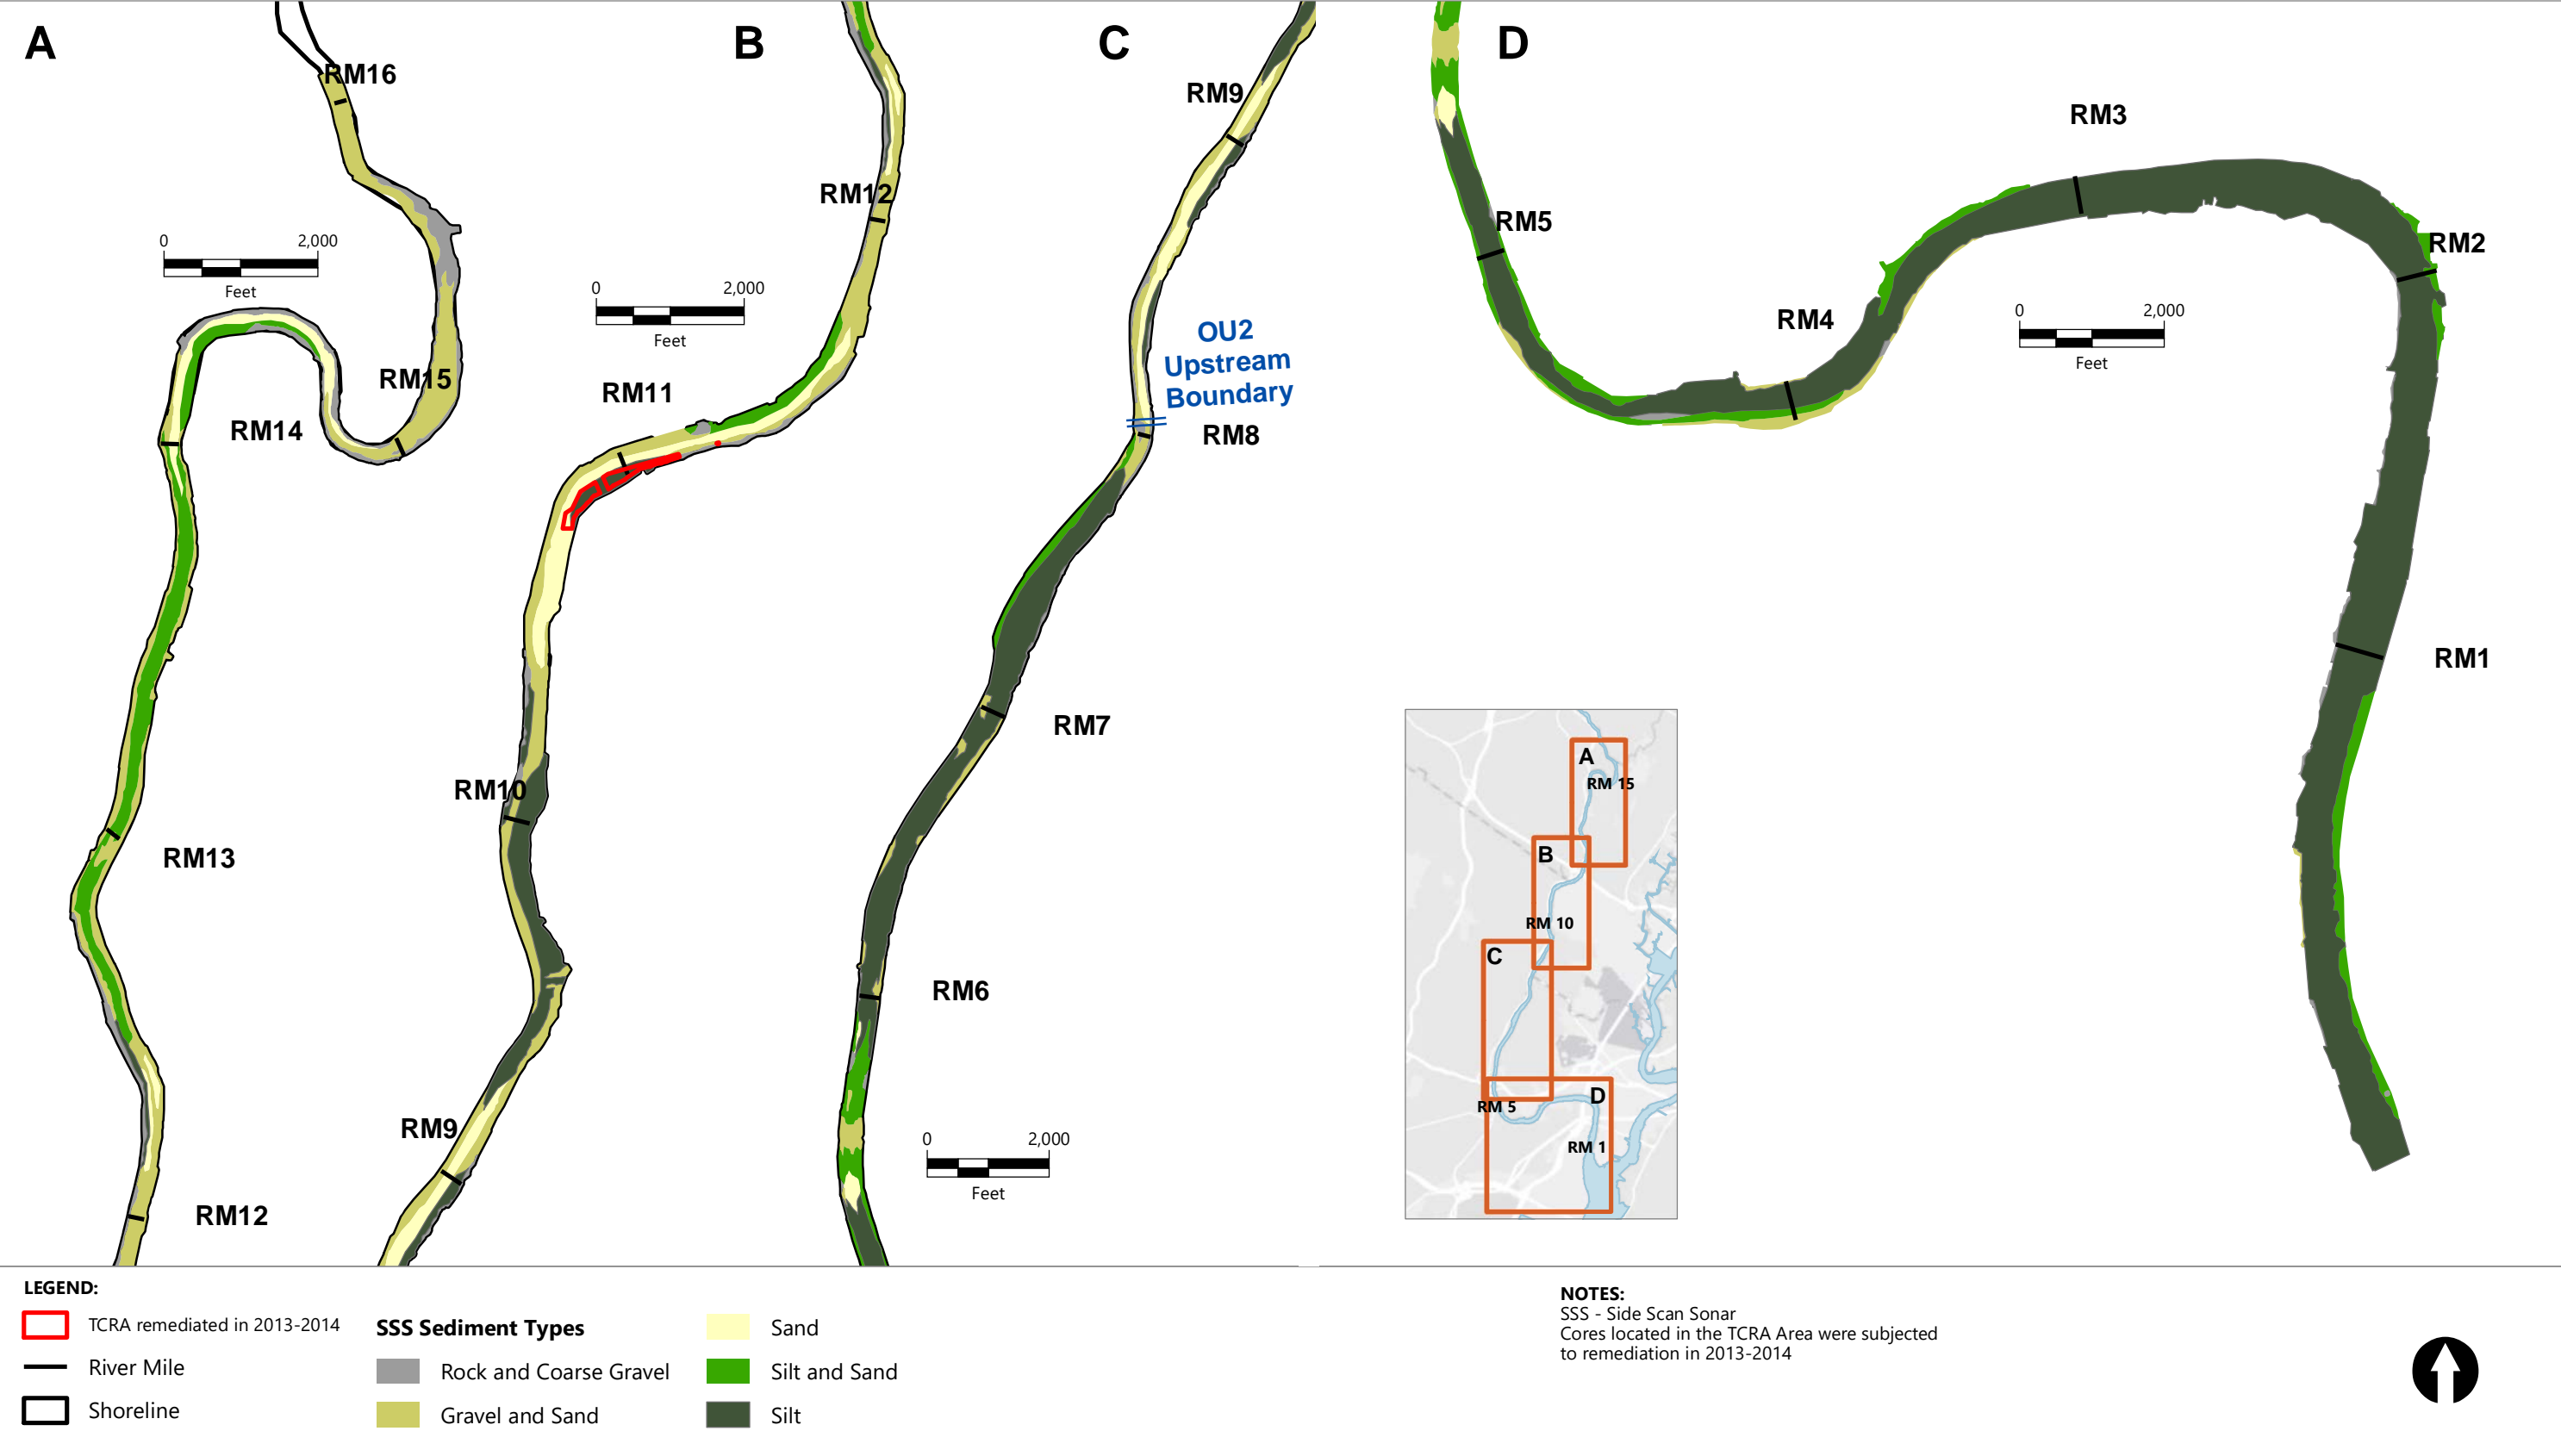 A
RM16
0 2,000
Feet
RM15
RM14
RM13
RM12
B
RM12
0 2,000
Feet
RM11
RM10
RM9
C
RM9
OU2
Upstream
Boundary
RM8
RM7
RM6
0 2,000
Feet
D
RM3
RM5
RM2
RM4
0 2,000
Feet
RM1
A
RM 15
B
RM 10
C
D
RM 5
RM 1
LEGEND:
TCRA remediated in 2013-2014
River Mile
Shoreline
SSS Sediment Types
Rock and Coarse Gravel
Gravel and Sand
Sand
Silt and Sand
Silt
NOTES:
SSS - Side Scan Sonar
Cores located in the TCRA Area were subjected
to remediation in 2013-2014